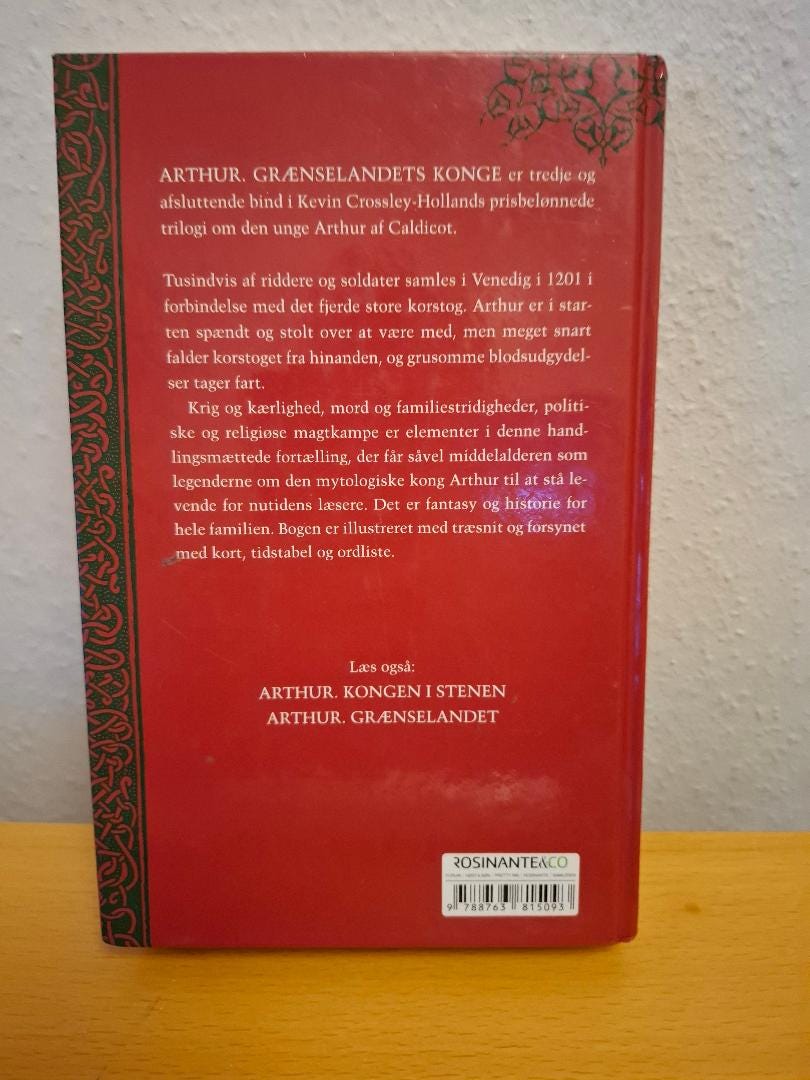 ARTHUR. GRÆNSELANDETS KONGE er tredje og
afsluttende bind i Kevin Crossley-Hollands prisbelønnede
trilogi om den unge Arthur af Caldicot.
Tusindvis af riddere og soldater samles i Venedig i 1201 i
forbindelse med det fjerde store korstog. Arthur er i star-
ten spændt og stolt over at være med, men meget snart
falder korstoget fra hinanden, og grusomme blodsudgydel-
ser tager fart.
Krig og kærlighed, mord og familiestridigheder, politi-
ske og religiøse magtkampe er elementer i denne hand-
lingsmættede fortælling, der får såvel middelalderen som
legenderne om den mytologiske kong Arthur til at stå le-
vende for nutidens læsere. Det er fantasy og historie for
hele familien. Bogen er illustreret med træsnit og forsynet
med kort, tidstabel og ordliste.
Læs også:
ARTHUR. KONGEN I STENEN
ARTHUR. GRÆNSELANDET
ROSINANTE&CO
9 788763 815093